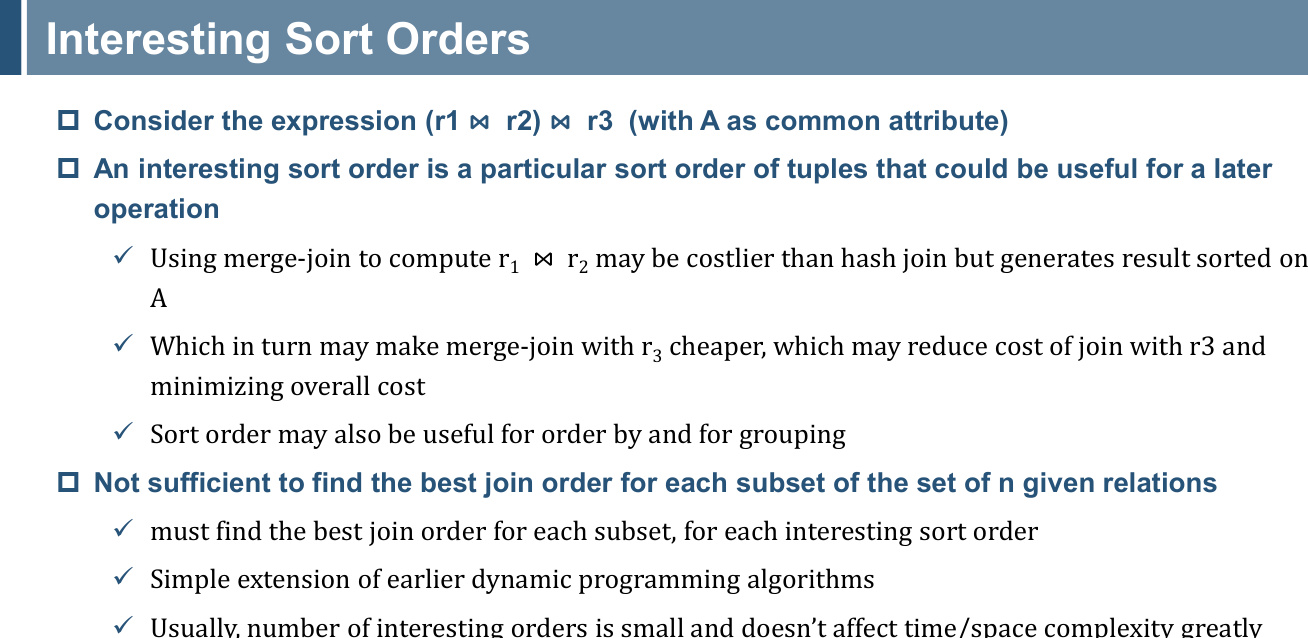 Interesting Sort Orders
Consider the expression (r1 ⋈ r2) ⋈ r3 (with A as common attribute)
An interesting sort order is a particular sort order of tuples that could be useful for a later
operation
Using merge-join to compute r₁ ⋈ r₂ may be costlier than hash join but generates result sorted on
A
Which in turn may make merge-join with r₃ cheaper, which may reduce cost of join with r3 and
minimizing overall cost
Sort order may also be useful for order by and for grouping
Not sufficient to find the best join order for each subset of the set of n given relations
must find the best join order for each subset, for each interesting sort order
Simple extension of earlier dynamic programming algorithms
Usually, number of interesting orders is small and doesn’t affect time/space complexity greatly